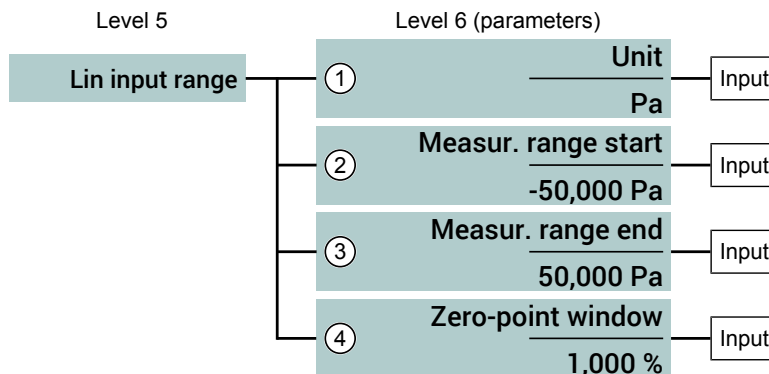 Level 5
Level 6 (parameters)
Lin input range
1
Unit
Pa
Input
2
Measur. range start
-50,000 Pa
Input
3
Measur. range end
50,000 Pa
Input
4
Zero-point window
1,000 %
Input